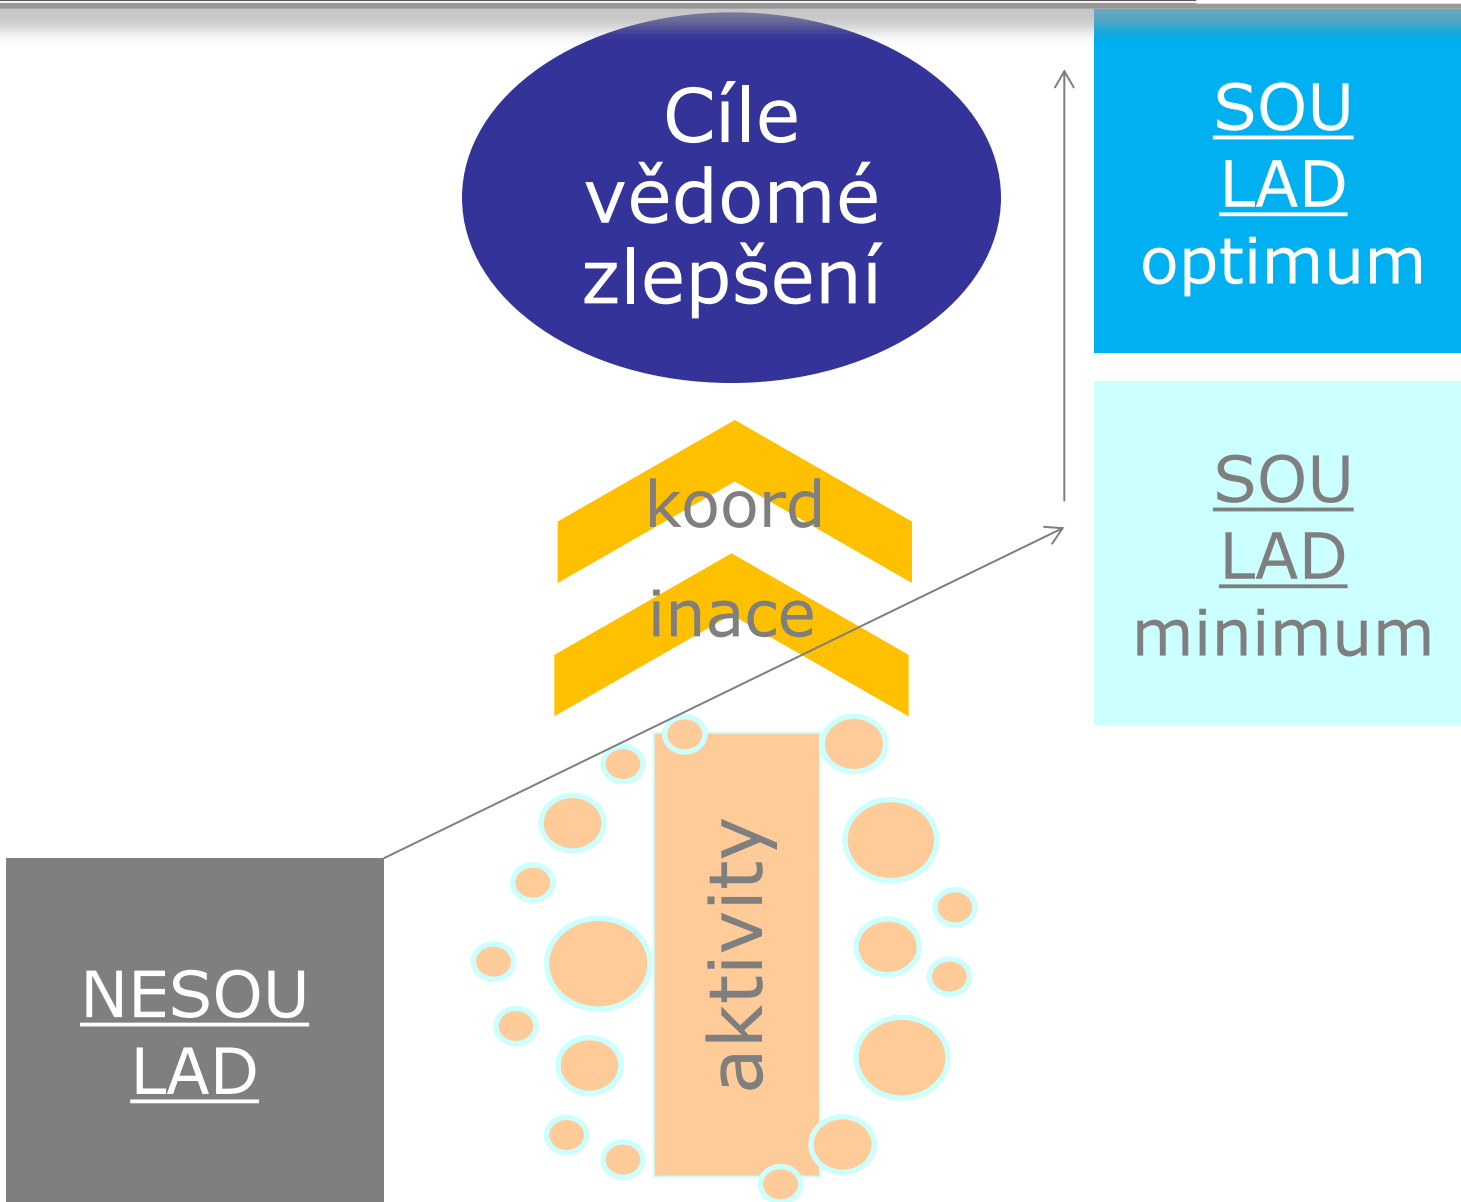 Cíle
vědomé
zlepšení
SOU
LAD
optimum
koord
inace
SOU
LAD
minimum
aktivity
NESOU
LAD